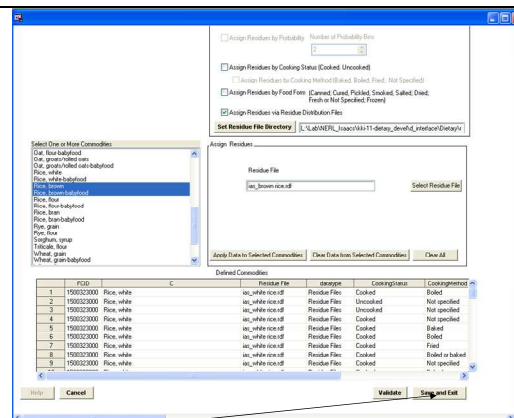 Assign Residues by Probability Number of Probability Bins
2
Assign Residues by Cooking Status (Cooked, Uncooked)
Assign Residues by Cooking Method (Baked, Boiled, Fried, Not Specified)
Assign Residues by Food Form (Canned; Cured, Pickled, Smoked, Salted; Dried;
Fresh or Not Specified; Frozen)
Assign Residues via Residue Distribution Files
Set Residue File Directory
Select One or More Commodities
Assign Residues
Oat, flour-babyfood
Oat, groats/rolled oats
Oat, groats/rolled oats-babyfood
Rice, white
Rice, white-babyfood
Rice, brown
Rice, brown-babyfood
Rice, flour
Rice, flour-babyfood
Rice, bran
Rice, bran-babyfood
Rye, grain
Rye, flour
Sorghum, syrup
Triticale, flour
Wheat, grain
Wheat, grain-babyfood
Residue File
ias_brown rice.rdf
Select Residue File
Apply Data to Selected Commodities Clear Data from Selected Commodities Clear All
Defined Commodities
FCID C Residue File datatype CookingStatus CookingMethod
1 1500323000 Rice, white ias_white rice.rdf Residue Files Cooked Boiled
2 1500323000 Rice, white ias_white rice.rdf Residue Files Uncooked Not specified
3 1500323000 Rice, white ias_white rice.rdf Residue Files Uncooked Not specified
4 1500323000 Rice, white ias_white rice.rdf Residue Files Cooked Not specified
5 1500323000 Rice, white ias_white rice.rdf Residue Files Cooked Baked
6 1500323000 Rice, white ias_white rice.rdf Residue Files Cooked Boiled
7 1500323000 Rice, white ias_white rice.rdf Residue Files Cooked Fried
8 1500323000 Rice, white ias_white rice.rdf Residue Files Cooked Boiled or baked
9 1500323000 Rice, white ias_white rice.rdf Residue Files Cooked Not specified
Help Cancel Validate Save and Exit